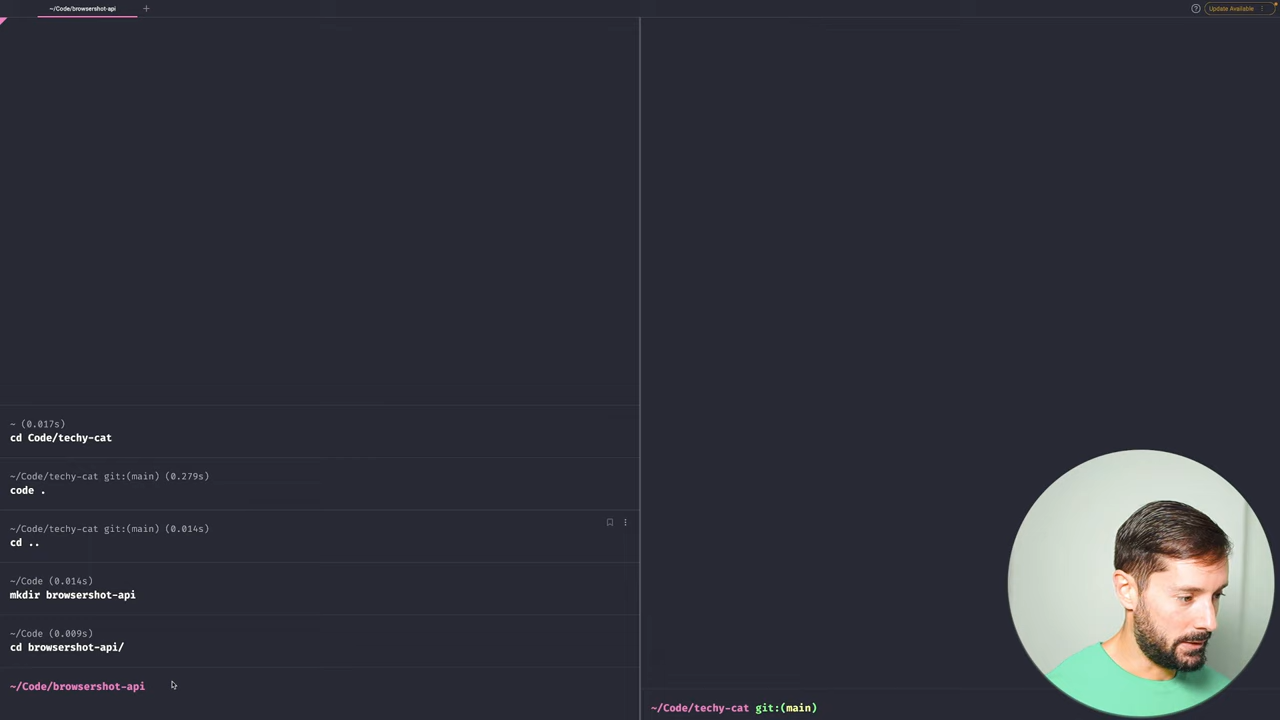 ~/Code/browsershot-api
Update Available
~ (0.017s)
cd Code/techy-cat
~/Code/techy-cat git:(main) (0.279s)
code .
~/Code/techy-cat git:(main) (0.014s)
cd ..
~/Code (0.014s)
mkdir browsershot-api
~/Code (0.009s)
cd browsershot-api/
~/Code/browsershot-api
~/Code/techy-cat git:(main)